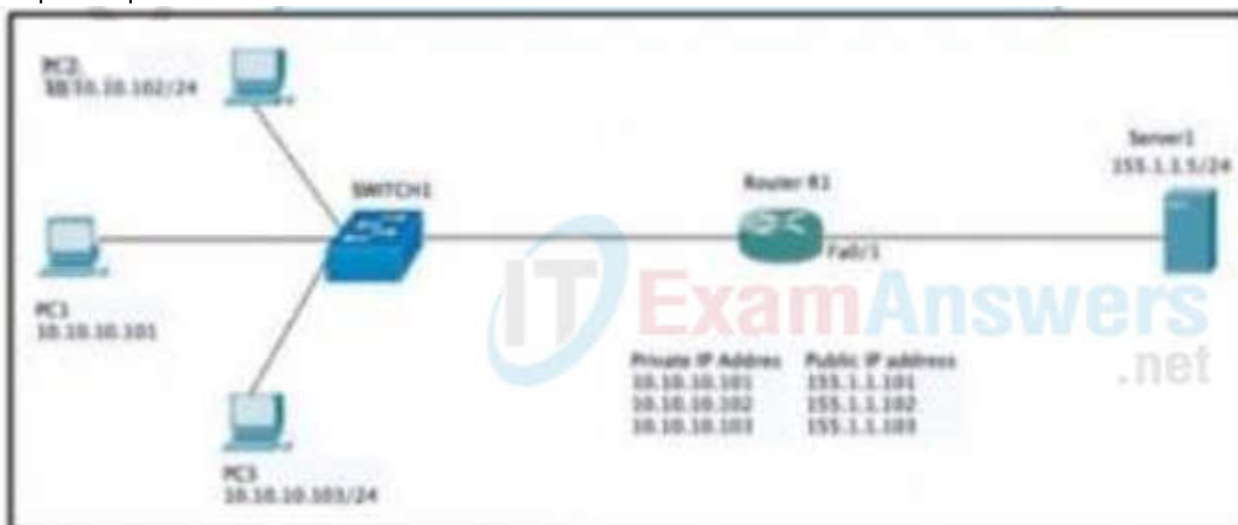 PC2
10.10.10.102/24
SWITCH1
Router R1
Fa0/1
Server1
155.1.1.5/24
PC1
10.10.10.101
PC3
10.10.10.103/24
Private IP Addres Public IP address
10.10.10.101 155.1.1.101
10.10.10.102 155.1.1.102
10.10.10.103 155.1.1.103
ITExamAnswers
.net